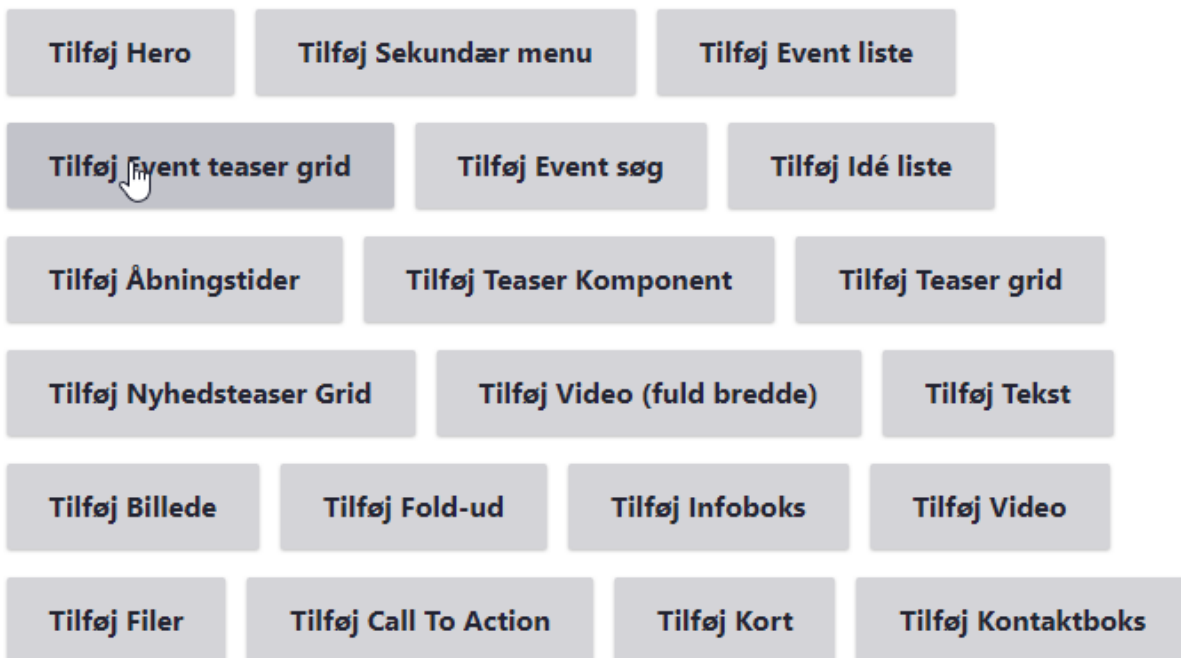 Tilføj Hero Tilføj Sekundær menu Tilføj Event liste
Tilføj Event teaser grid Tilføj Event søg Tilføj Idé liste
Tilføj Åbningstider Tilføj Teaser Komponent Tilføj Teaser grid
Tilføj Nyhedsteaser Grid Tilføj Video (fuld bredde) Tilføj Tekst
Tilføj Billede Tilføj Fold-ud Tilføj Infoboks Tilføj Video
Tilføj Filer Tilføj Call To Action Tilføj Kort Tilføj Kontaktboks